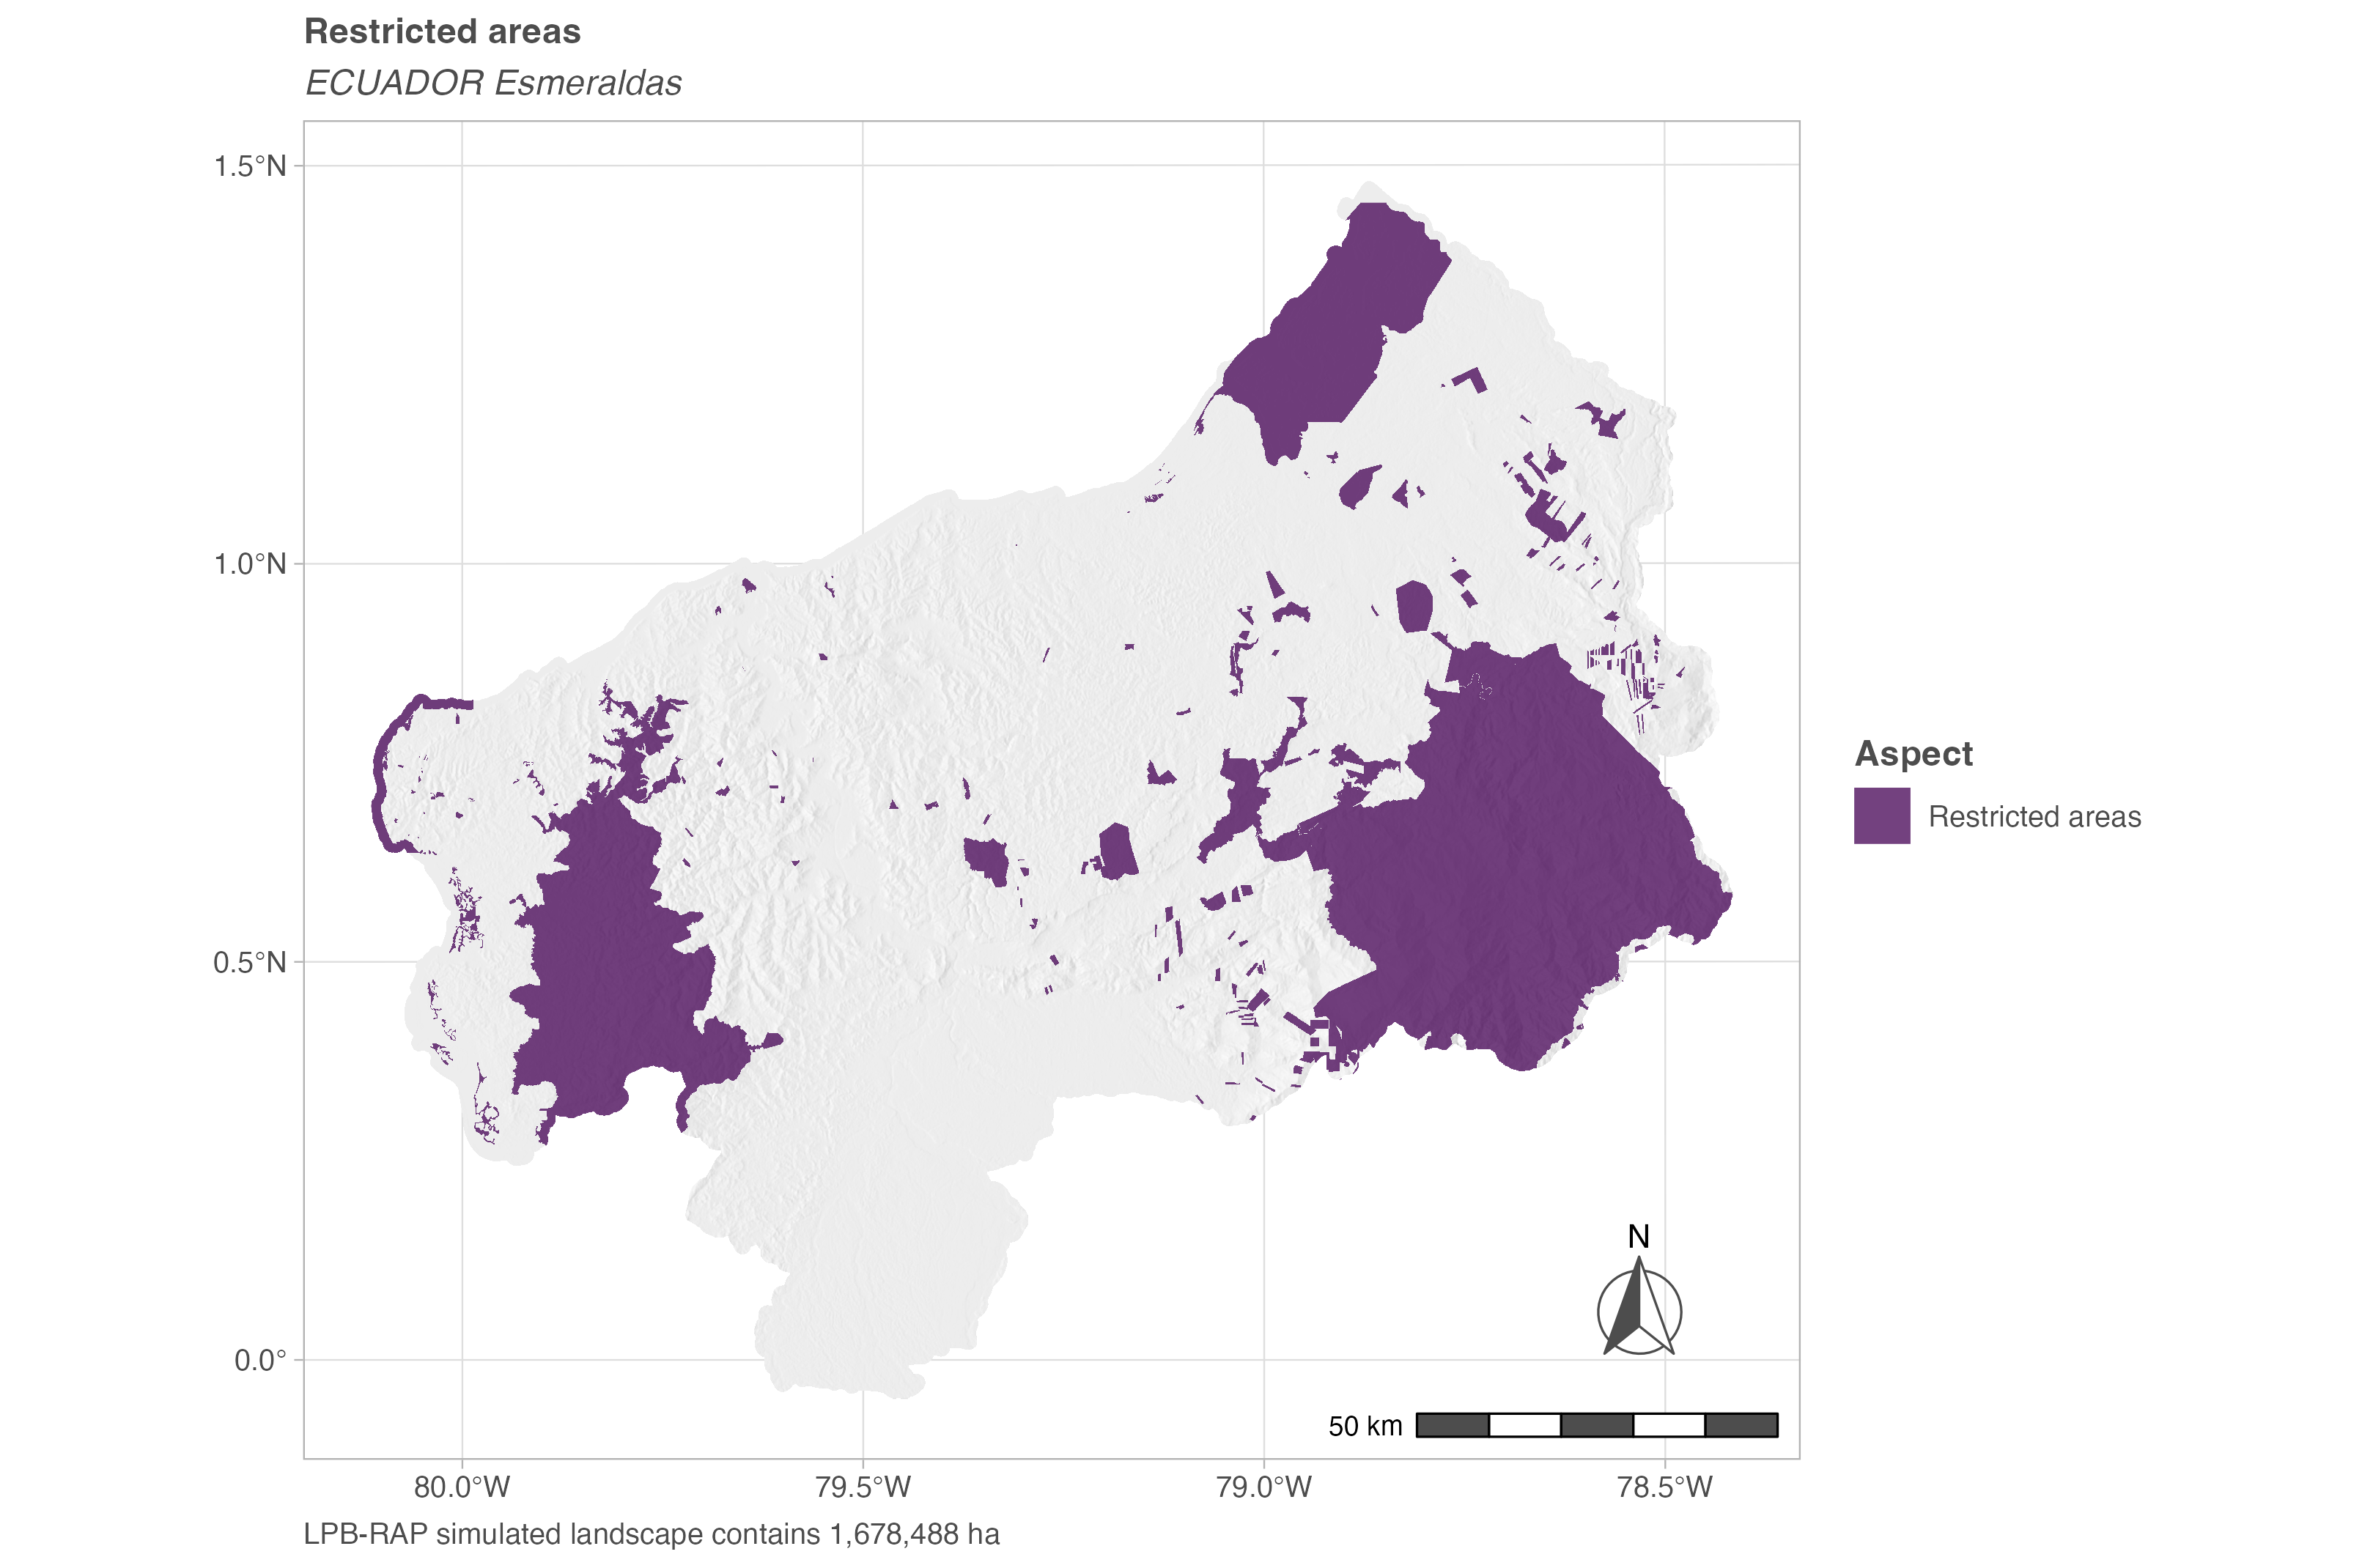 Restricted areas
ECUADOR Esmeraldas
1.5°N
1.0°N
0.5°N
0.0°
80.0°W
79.5°W
79.0°W
78.5°W
N
50 km
Aspect
Restricted areas
LPB-RAP simulated landscape contains 1,678,488 ha